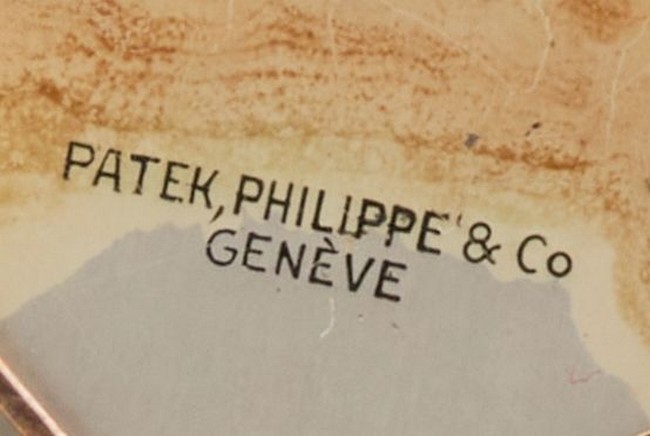 PATEK, PHILIPPE & Co
GENÈVE